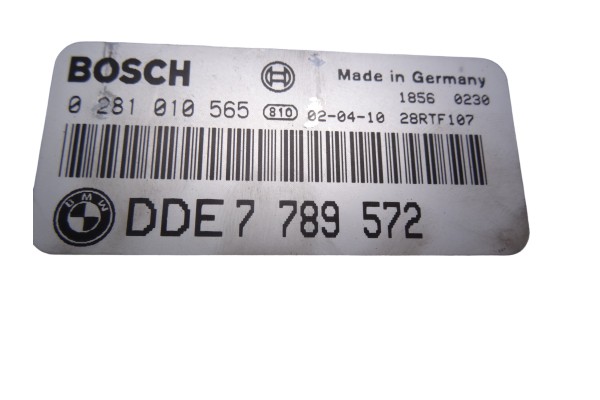 BOSCH Made in Germany
1856 0230
0 281 010 565 810 02-04-10 28RTF107
BMW DDE 7 789 572